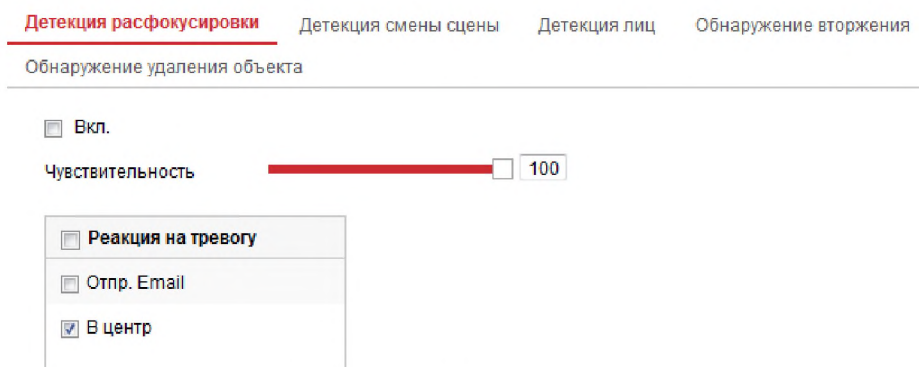 Детекция расфокусировки Детекция смены сцены Детекция лиц Обнаружение вторжения
Обнаружение удаления объекта
Вкл.
Чувствительность 100
Реакция на тревогу
Отпр. Email
В центр